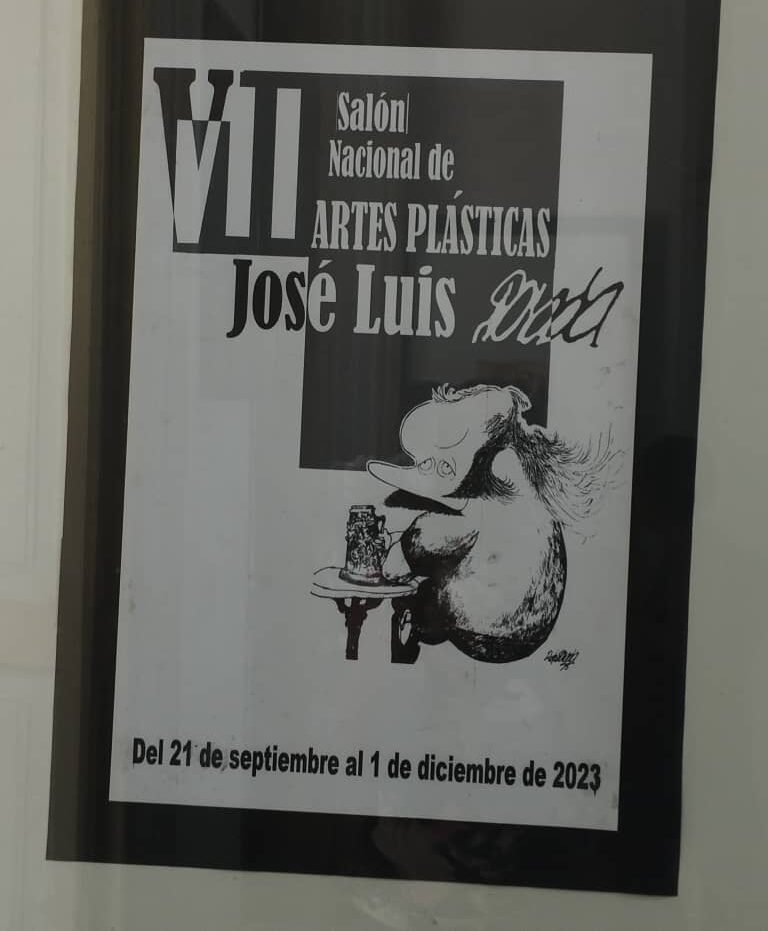 VII
Salón
Nacional de
ARTES PLÁSTICAS
José Luis
Del 21 de septiembre al 1 de diciembre de 2023